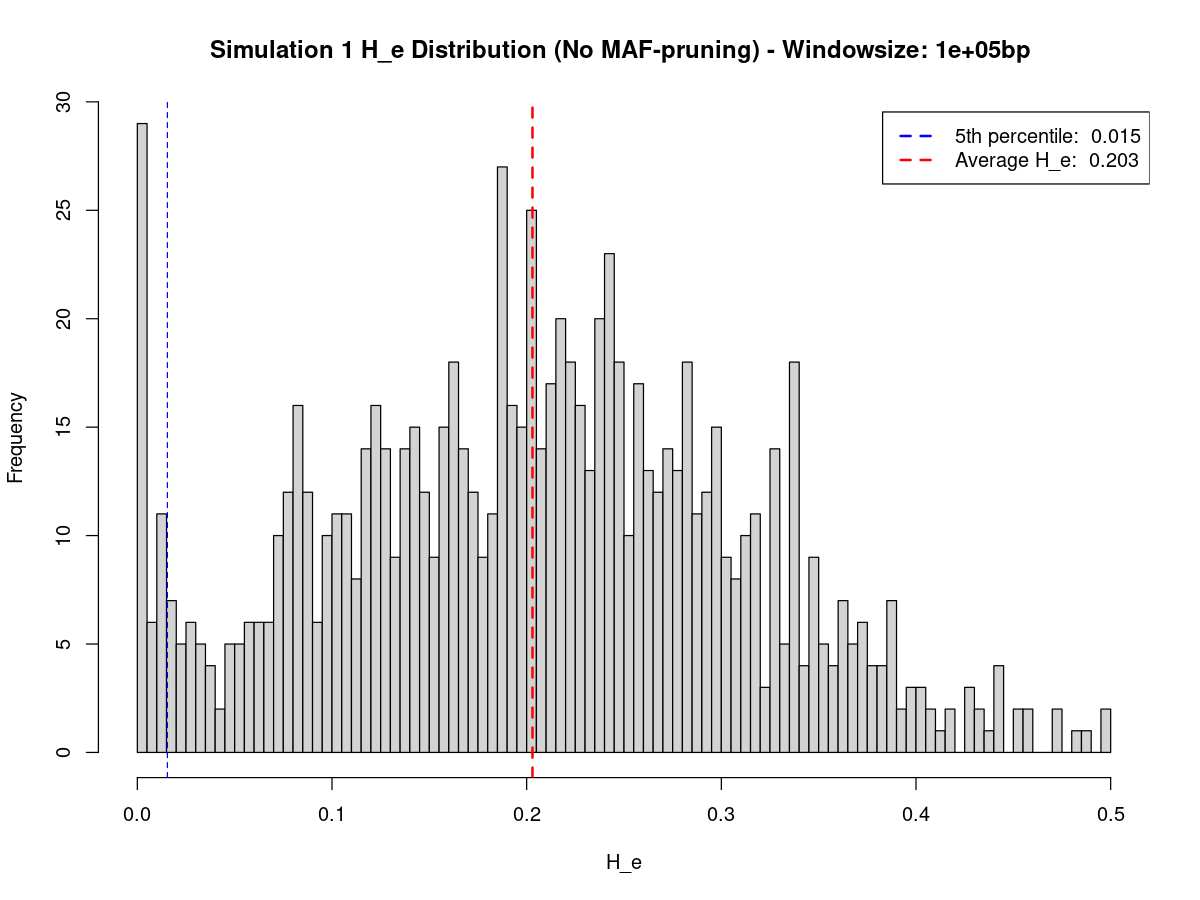 Simulation 1 H_e Distribution (No MAF-pruning) - Windowsize: 1e+05bp
5th percentile: 0.015
Average H_e: 0.203
Frequency
30
25
20
15
10
5
0
0.0 0.1 0.2 0.3 0.4 0.5
H_e